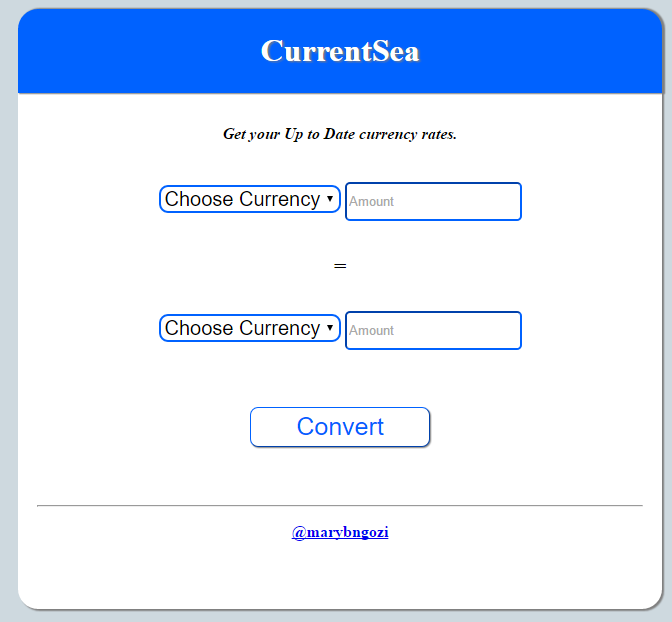 CurrentSea
Get your Up to Date currency rates.
Choose Currency Amount
=
Choose Currency Amount
Convert
@marybngozi